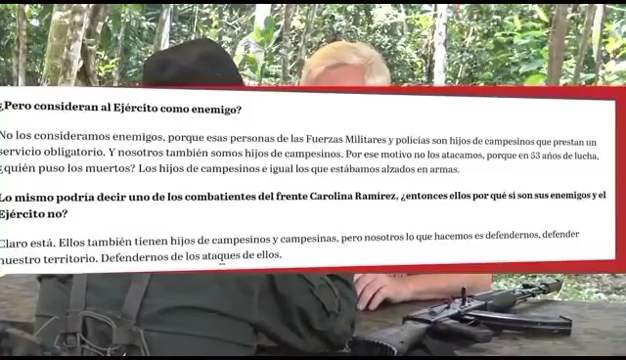 ¿Pero consideran al Ejército como enemigo?
No los consideramos enemigos, porque esas personas de las Fuerzas Militares y policías son hijos de campesinos que prestan un
servicio obligatorio. Y nosotros también somos hijos de campesinos. Por ese motivo no los atacamos, porque en 53 años de lucha,
¿quién puso los muertos? Los hijos de campesinos e igual los que estábamos alzados en armas.
Lo mismo podría decir uno de los combatientes del frente Carolina Ramírez, ¿entonces ellos por qué sí son sus enemigos y el
Ejército no?
Claro está. Ellos también tienen hijos de campesinos y campesinas, pero nosotros lo que hacemos es defendernos, defender
nuestro territorio. Defendernos de los ataques de ellos.